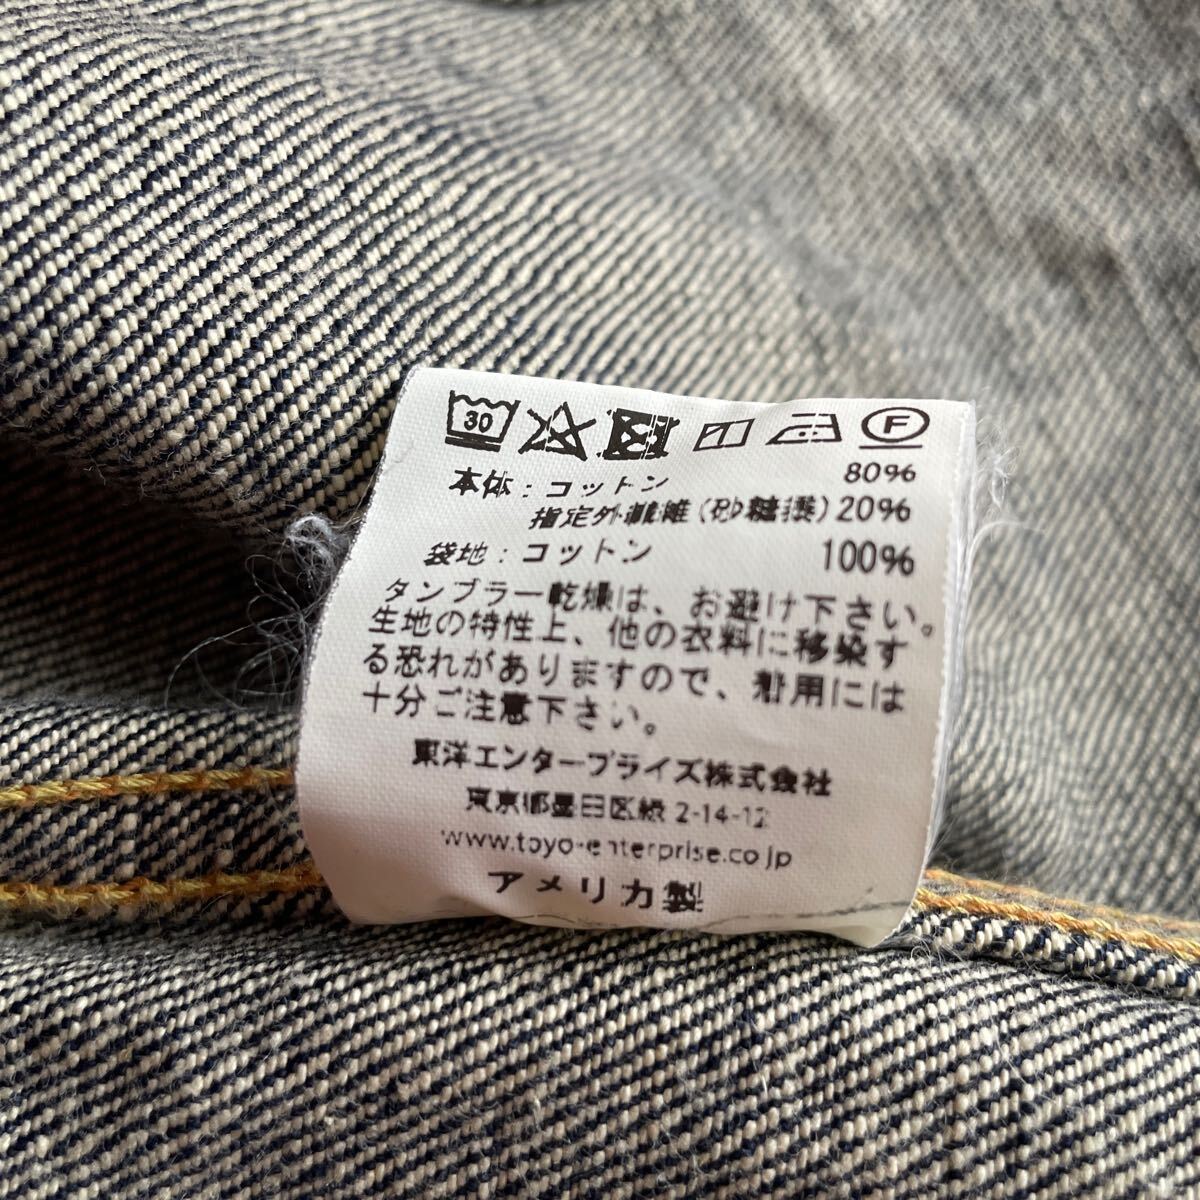 30 F
本体：コットン 80%
指定外繊維(砂糖黍)20%
袋地：コットン 100%
タンブラー乾燥は、お避け下さい。
生地の特性上、他の衣料に移染す
る恐れがありますので、着用には
十分ご注意下さい。
東洋エンタープライズ株式会社
東京都墨田区緑 2-14-12
www.toyo-enterprise.co.jp
アメリカ製